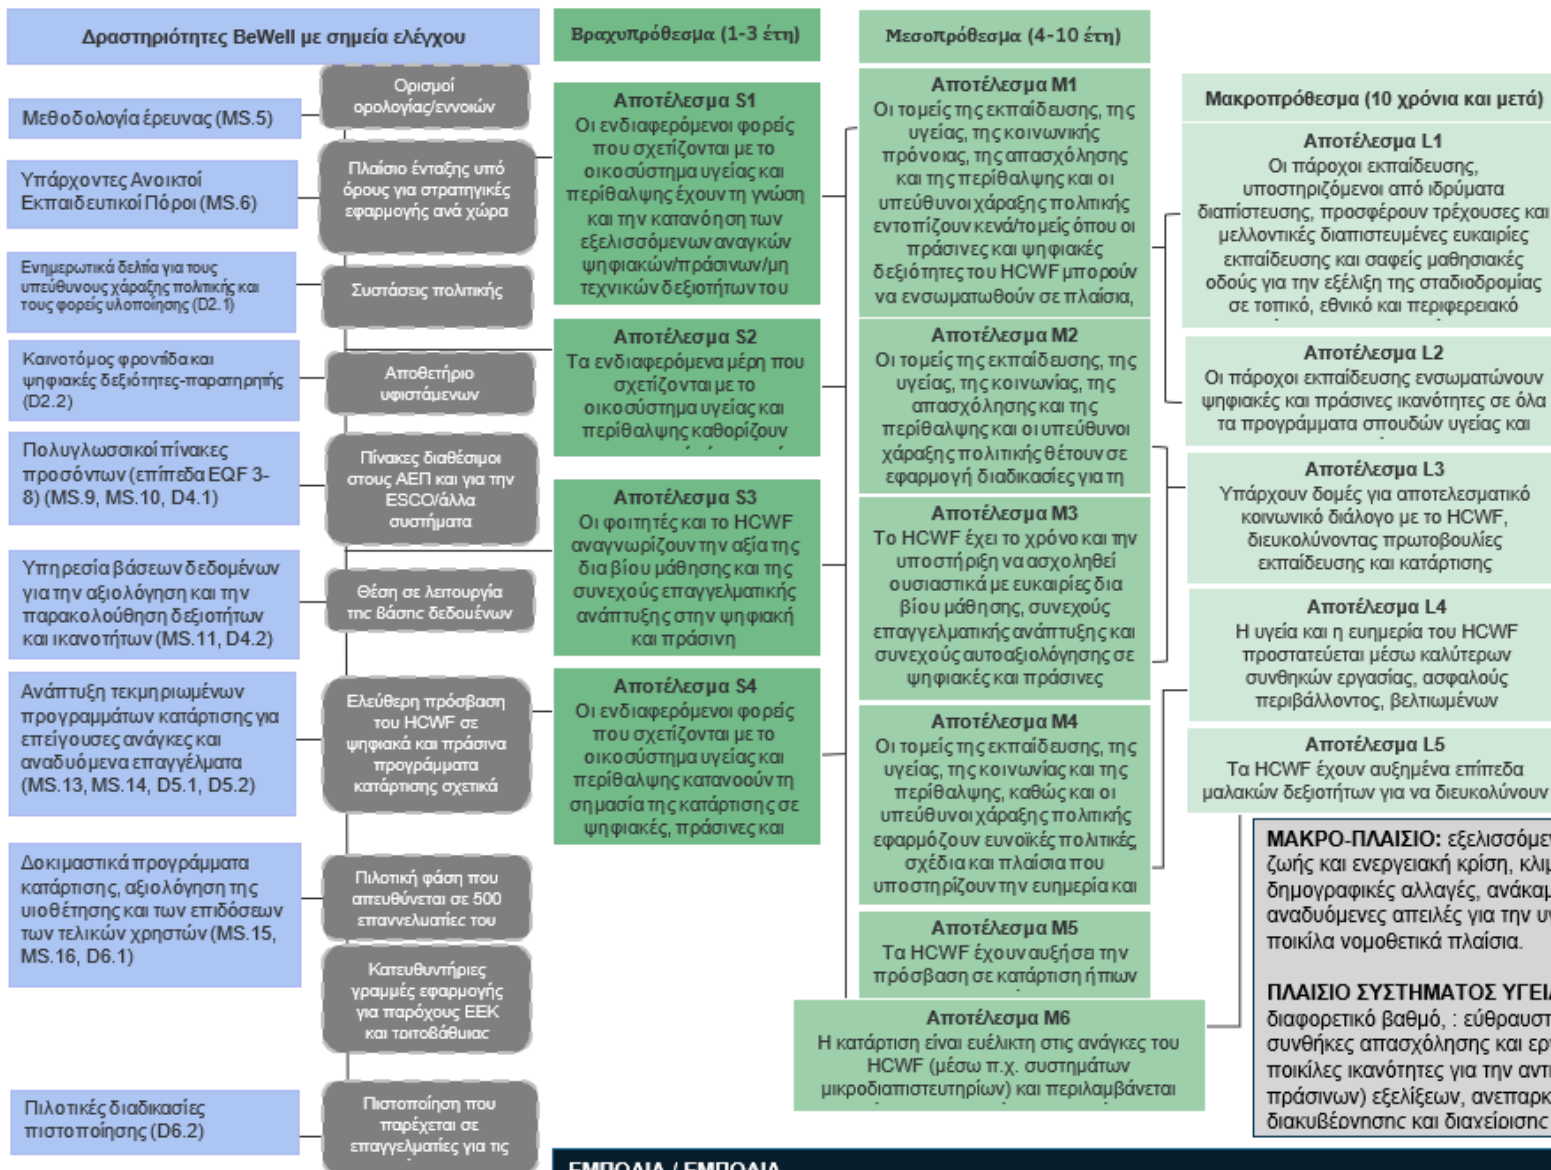 Δραστηριότητες BeWell με σημεία ελέγχου
Μεθοδολογία έρευνας (MS.5)
Υπάρχοντες Ανοικτοί
Εκπαιδευτικοί Πόροι (MS.6)
Ενημερωτικά δελτία για τους
υπεύθυνους χάραξης πολιτικής και
τους φορείς υλοποίησης (D2.1)
Καινοτόμος φροντίδα και
ψηφιακές δεξιότητες-παρατηρητής
(D2.2)
Πολυγλωσσικοί πίνακες
προσόντων (επίπεδα EQF 3-
8) (MS.9, MS.10, D4.1)
Υπηρεσία βάσεων δεδομένων
για την αξιολόγηση και την
παρακολούθηση δεξιοτήτων
και ικανοτήτων (MS.11, D4.2)
Ανάπτυξη τεκμηριωμένων
προγραμμάτων κατάρτισης για
επείγουσες ανάγκες και
αναδυόμενα επαγγέλματα
(MS.13, MS.14, D5.1, D5.2)
Δοκιμαστικά προγράμματα
κατάρτισης, αξιολόγηση της
υιοθέτησης και των επιδόσεων
των τελικών χρηστών (MS.15,
MS.16, D6.1)
Πιλοτικές διαδικασίες
πιστοποίησης (D6.2)
Ορισμοί
ορολογίας/εννοιών
Πλαίσιο ένταξης υπό
όρους για στρατηγικές
εφαρμογής ανά χώρα
Συστάσεις πολιτικής
Αποθετήριο
υφιστάμενων
Πίνακες διαθέσιμοι
στους ΑΕΠ και για την
ESCO/άλλα
συστήματα
Θέση σε λειτουργία
της βάσης δεδομένων
Ελεύθερη πρόσβαση
του HCWF σε
ψηφιακά και πράσινα
προγράμματα
κατάρτισης σχετικά
Πιλοτική φάση που
απευθύνεται σε 500
επαγγελματίες του
Κατευθυντήριες
γραμμές εφαρμογής
για παρόχους ΕΕΚ
και τριτοβάθμιας
Πιστοποίηση που
παρέχεται σε
επαγγελματίες για τις
Βραχυπρόθεσμα (1-3 έτη)
Αποτέλεσμα S1
Οι ενδιαφερόμενοι φορείς
που σχετίζονται με το
οικοσύστημα υγείας και
περίθαλψης έχουν τη γνώση
και την κατανόηση των
εξελισσόμενων αναγκών
ψηφιακών/πράσινων/μη
τεχνικών δεξιοτήτων του
Αποτέλεσμα S2
Τα ενδιαφερόμενα μέρη που
σχετίζονται με το
οικοσύστημα υγείας και
περίθαλψης καθορίζουν
Αποτέλεσμα S3
Οι φοιτητές και το HCWF
αναγνωρίζουν την αξία της
δια βίου μάθησης και της
συνεχούς επαγγελματικής
ανάπτυξης στην ψηφιακή
και πράσινη
Αποτέλεσμα S4
Οι ενδιαφερόμενοι φορείς
που σχετίζονται με το
οικοσύστημα υγείας και
περίθαλψης κατανοούν τη
σημασία της κατάρτισης σε
ψηφιακές, πράσινες και
Μεσοπρόθεσμα (4-10 έτη)
Αποτέλεσμα M1
Οι τομείς της εκπαίδευσης, της
υγείας, της κοινωνικής
πρόνοιας, της απασχόλησης
και της περίθαλψης και οι
υπεύθυνοι χάραξης πολιτικής
εντοπίζουν κενά/τομείς όπου οι
πράσινες και ψηφιακές
δεξιότητες του HCWF μπορούν
να ενσωματωθούν σε πλαίσια,
Αποτέλεσμα M2
Οι τομείς της εκπαίδευσης, της
υγείας, της κοινωνίας, της
απασχόλησης και της
περίθαλψης και οι υπεύθυνοι
χάραξης πολιτικής θέτουν σε
εφαρμογή διαδικασίες για τη
Αποτέλεσμα M3
Το HCWF έχει το χρόνο και την
υποστήριξη να ασχοληθεί
ουσιαστικά με ευκαιρίες δια
βίου μάθησης, συνεχούς
επαγγελματικής ανάπτυξης και
συνεχούς αυτοαξιολόγησης σε
ψηφιακές και πράσινες
Αποτέλεσμα M4
Οι τομείς της εκπαίδευσης, της
υγείας, της κοινωνίας και της
περίθαλψης, καθώς και οι
υπεύθυνοι χάραξης πολιτικής
εφαρμόζουν ευνοϊκές πολιτικές,
σχέδια και πλαίσια που
υποστηρίζουν την ευημερία και
Αποτέλεσμα M5
Τα HCWF έχουν αυξήσει την
πρόσβαση σε κατάρτιση ήπιων
Αποτέλεσμα M6
Η κατάρτιση είναι ευέλικτη στις ανάγκες του
HCWF (μέσω π.χ. συστημάτων
μικροδιαπιστευτηρίων) και περιλαμβάνεται
Μακροπρόθεσμα (10 χρόνια και μετά)
Αποτέλεσμα L1
Οι πάροχοι εκπαίδευσης,
υποστηριζόμενοι από ιδρύματα
διαπίστευσης, προσφέρουν τρέχουσες και
μελλοντικές διαπιστευμένες ευκαιρίες
εκπαίδευσης και σαφείς μαθησιακές
οδούς για την εξέλιξη της σταδιοδρομίας
σε τοπικό, εθνικό και περιφερειακό
Αποτέλεσμα L2
Οι πάροχοι εκπαίδευσης ενσωματώνουν
ψηφιακές και πράσινες ικανότητες σε όλα
τα προγράμματα σπουδών υγείας και
Αποτέλεσμα L3
Υπάρχουν δομές για αποτελεσματικό
κοινωνικό διάλογο με το HCWF,
διευκολύνοντας πρωτοβουλίες
εκπαίδευσης και κατάρτισης
Αποτέλεσμα L4
Η υγεία και η ευημερία του HCWF
προστατεύεται μέσω καλύτερων
συνθηκών εργασίας, ασφαλούς
περιβάλλοντος, βελτιωμένων
Αποτέλεσμα L5
Τα HCWF έχουν αυξημένα επίπεδα
μαλακών δεξιοτήτων για να διευκολύνουν
ΜΑΚΡΟ-ΠΛΑΙΣΙΟ: εξελισσόμεν
ζωής και ενεργειακή κρίση, κλιμ
δημογραφικές αλλαγές, ανάκαμ
αναδυόμενες απειλές για την υγ
ποικίλα νομοθετικά πλαίσια.
ΠΛΑΙΣΙΟ ΣΥΣΤΗΜΑΤΟΣ ΥΓΕΙΑ
διαφορετικό βαθμό, : εύθραυστ
συνθήκες απασχόλησης και εργ
ποικίλες ικανότητες για την αντι
πράσινων) εξελίξεων, ανεπαρκ
διακυβέρνησης και διαχείρισης
ΕΜΠΟΔΙΑ / ΕΜΠΟΔΙΑ